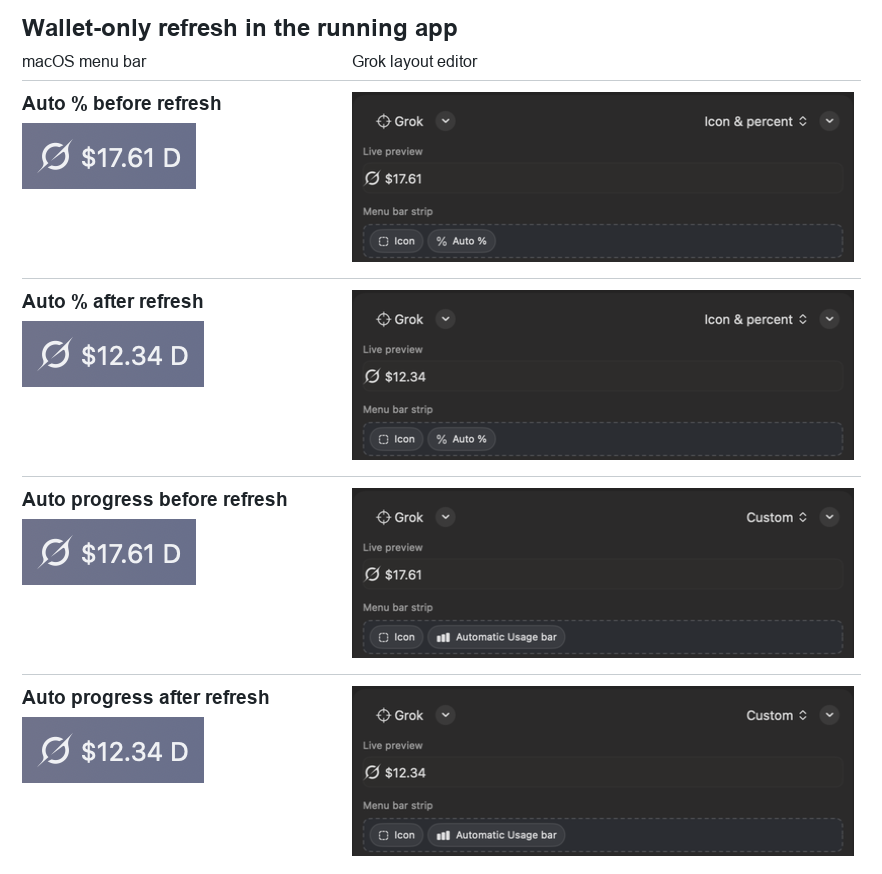 Wallet-only refresh in the running app
macOS menu bar
Grok layout editor
Auto % before refresh
$17.61 D
Grok
Icon & percent
Live preview
$17.61
Menu bar strip
Icon
% Auto %
Auto % after refresh
$12.34 D
Grok
Icon & percent
Live preview
$12.34
Menu bar strip
Icon
% Auto %
Auto progress before refresh
$17.61 D
Grok
Custom
Live preview
$17.61
Menu bar strip
Icon
Automatic Usage bar
Auto progress after refresh
$12.34 D
Grok
Custom
Live preview
$12.34
Menu bar strip
Icon
Automatic Usage bar